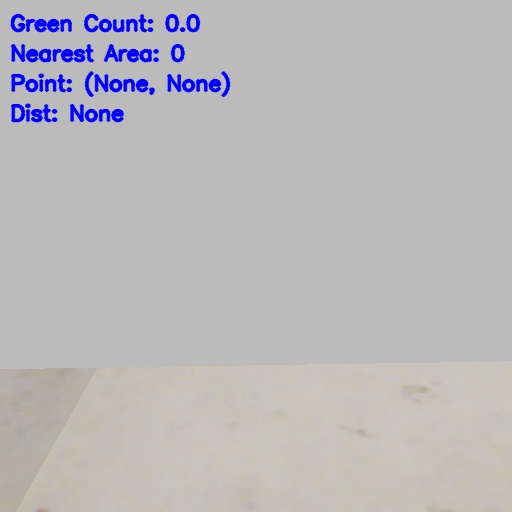 Green Count: 0.0
Nearest Area: 0
Point: (None, None)
Dist: None